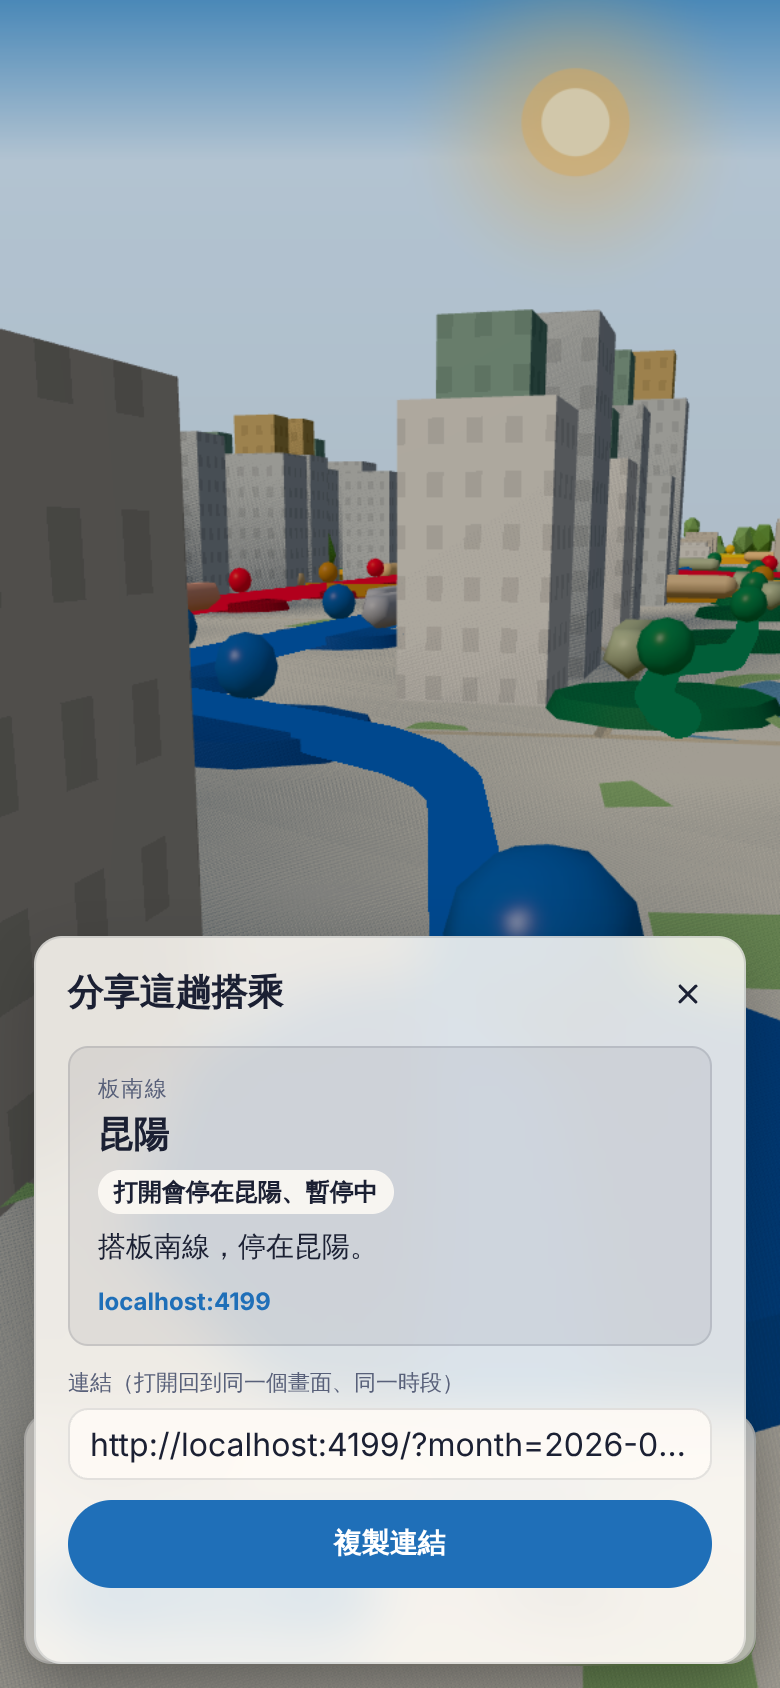 分享這趟搭乘
板南線
昆陽
打開會停在昆陽、暫停中
搭板南線，停在昆陽。
localhost:4199
連結（打開回到同一個畫面、同一時段）
http://localhost:4199/?month=2026-0...
複製連結